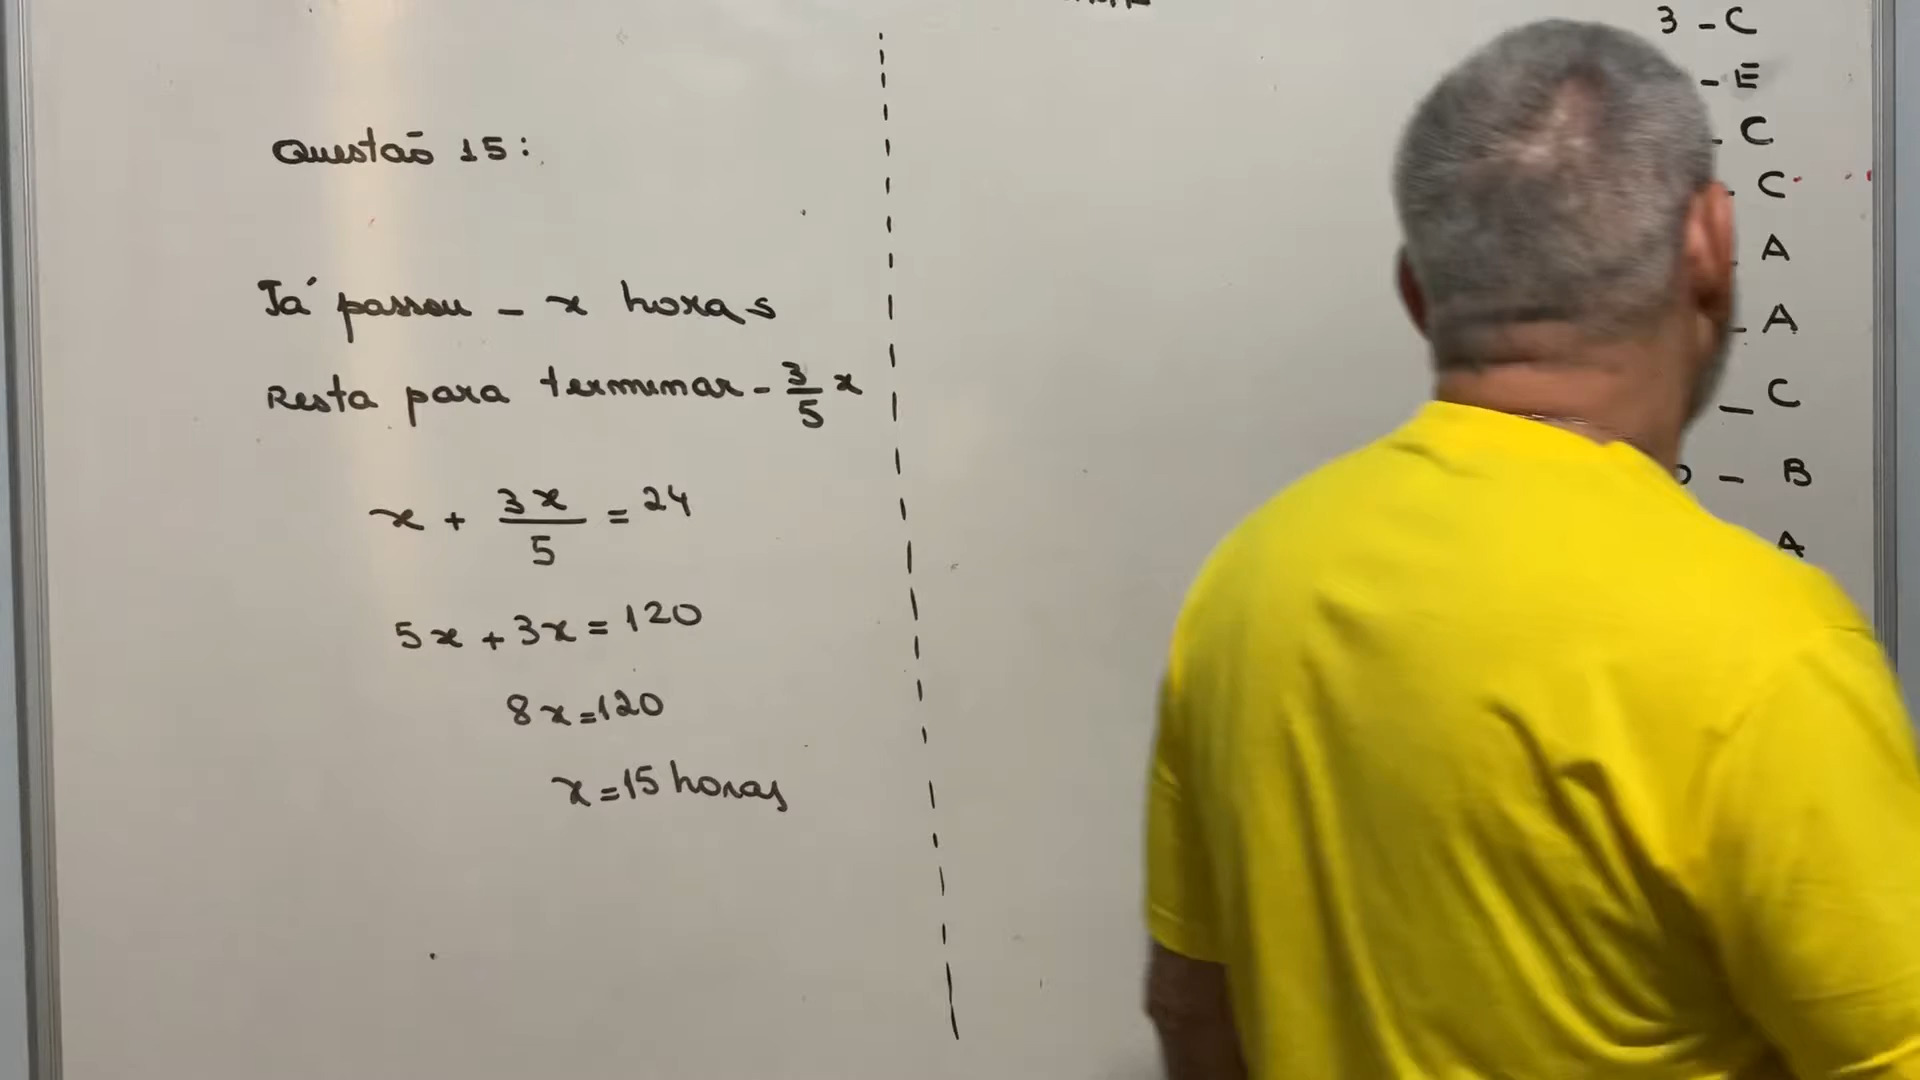 Questão 15:
Já passou - x horas
Resta para terminar - 3/5 x
x + 3x/5 = 24
5x + 3x = 120
8x = 120
x = 15 horas
3 - C
- E
- C
- C
A
- A
- C
- B
A